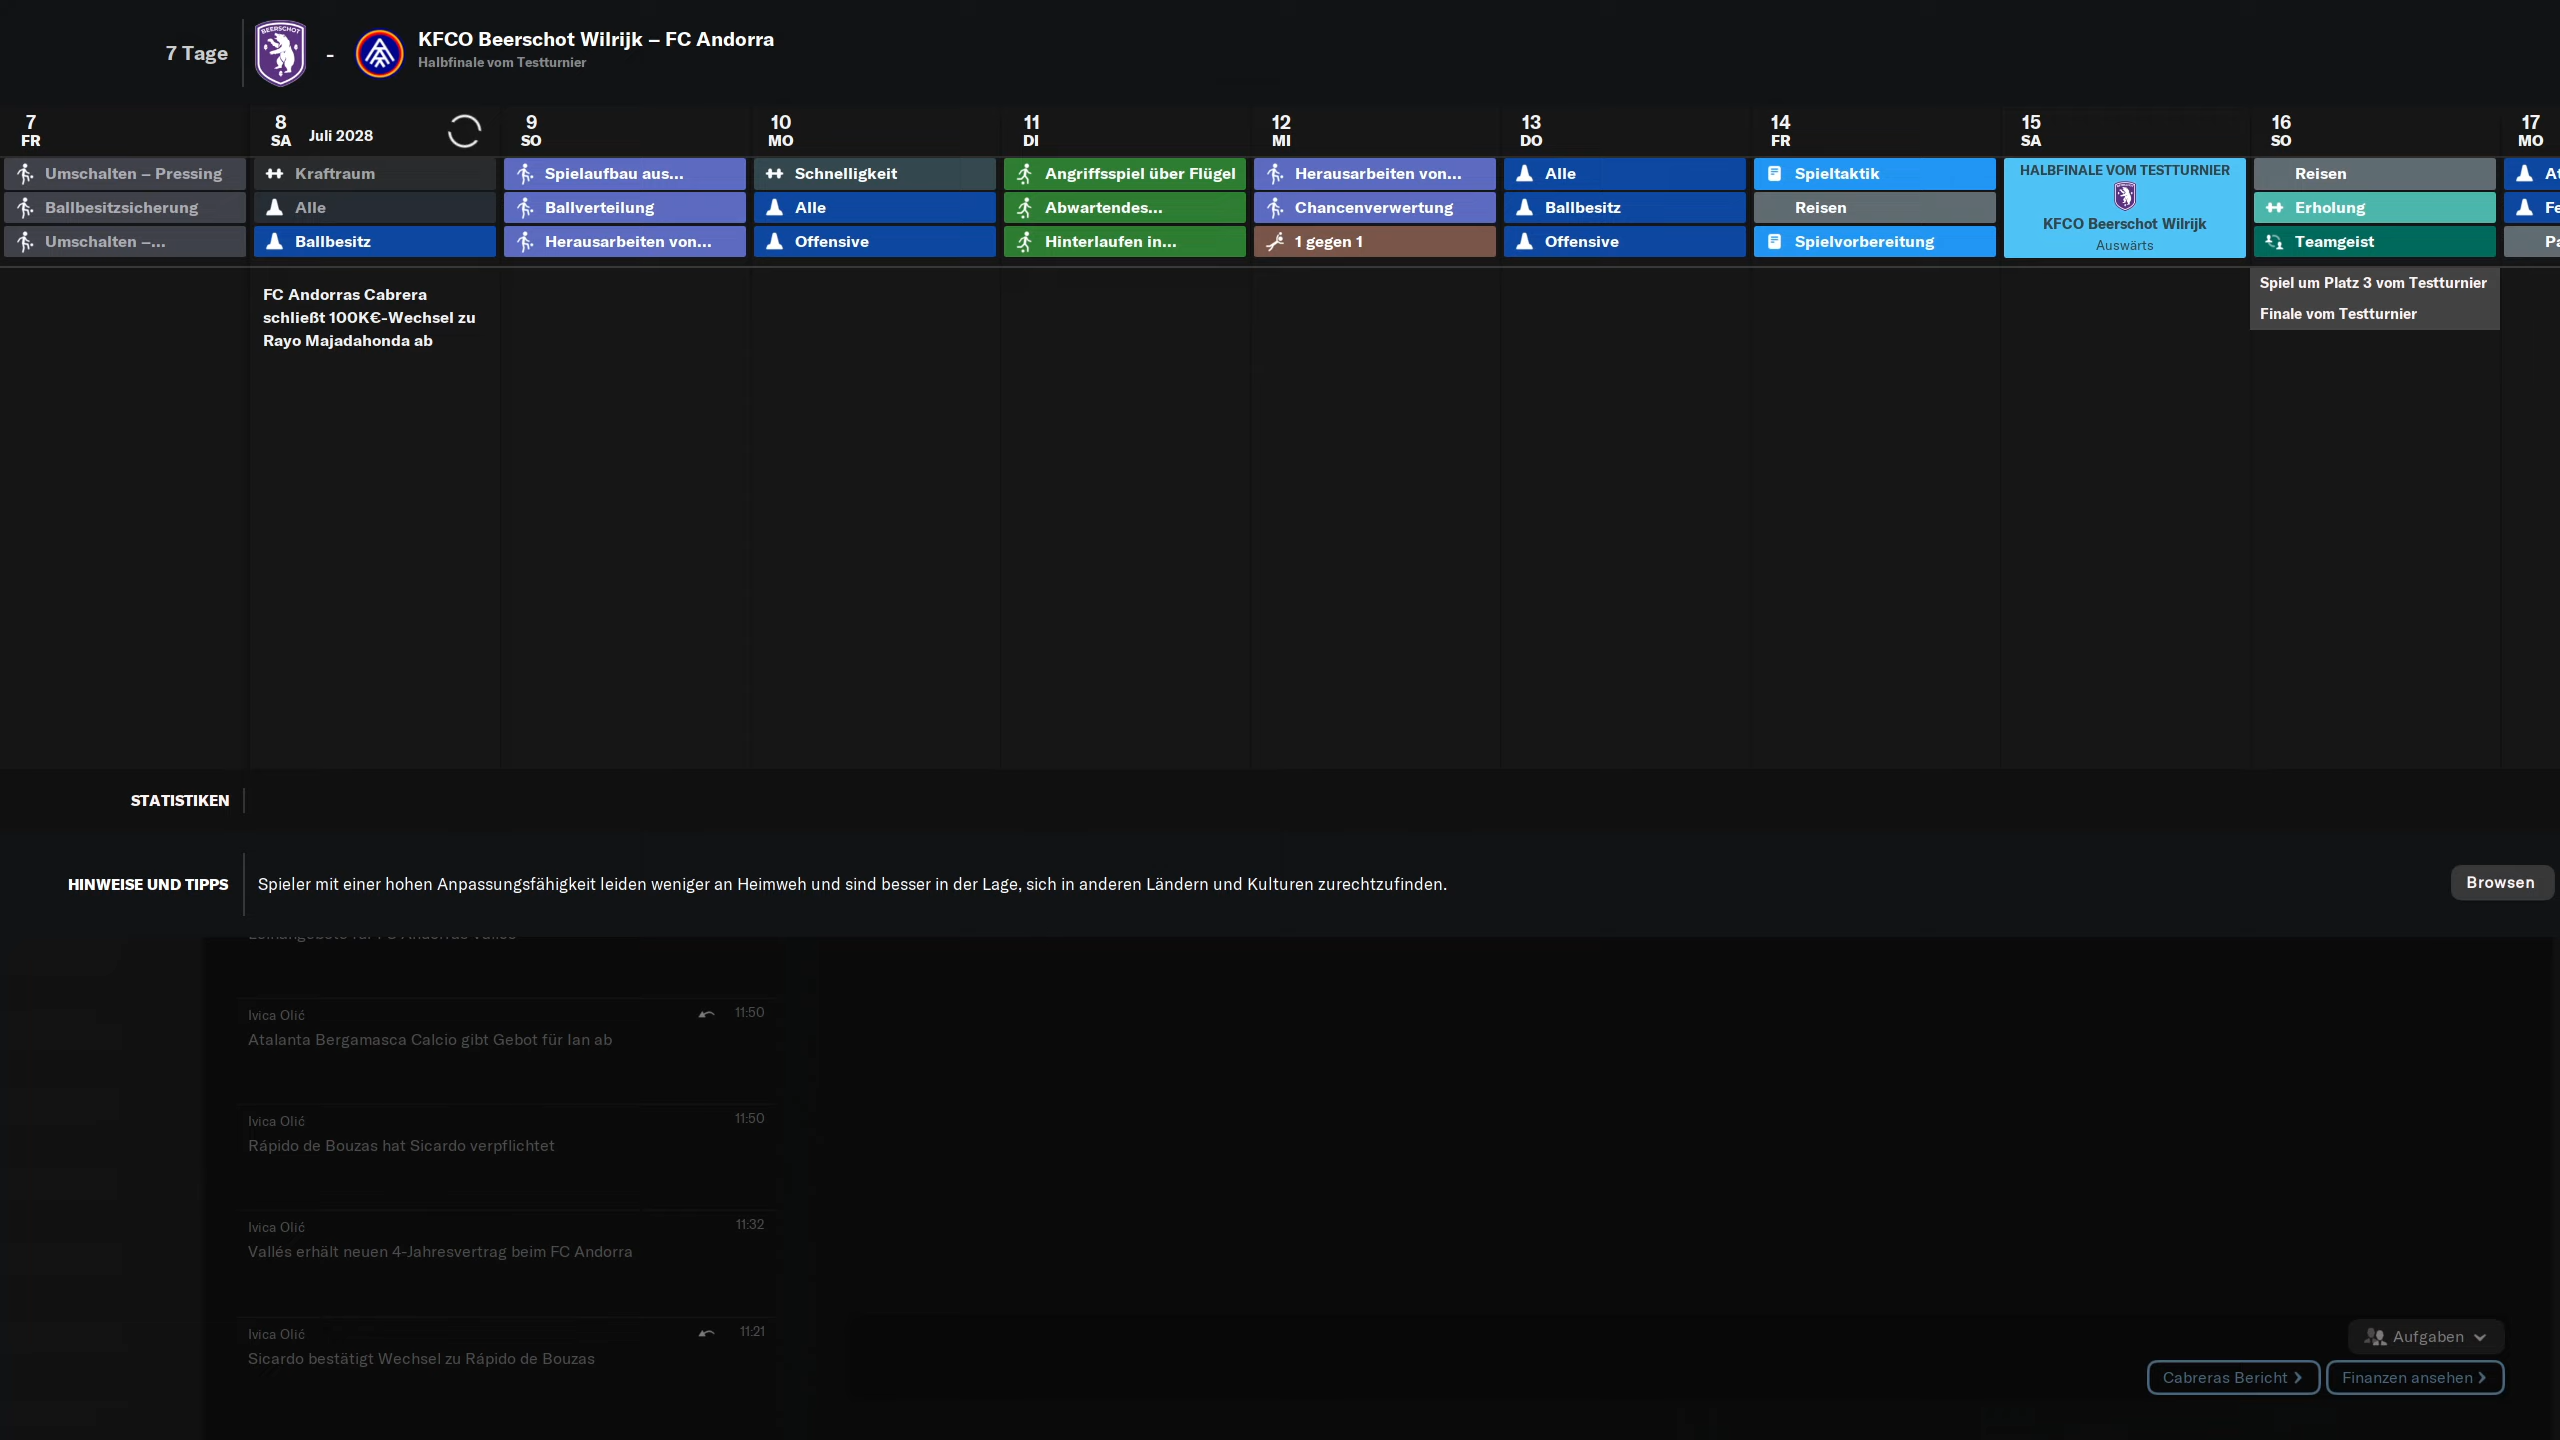 7 Tage
BEERSCHOT
-
KFCO Beerschot Wilrijk – FC Andorra
Halbfinale vom Testturnier
7
FR
8
SA
Juli 2028
9
SO
10
MO
11
DI
12
MI
13
DO
14
FR
15
SA
16
SO
17
MO
Umschalten – Pressing
Ballbesitzsicherung
Umschalten –...
Kraftraum
Alle
Ballbesitz
Spielaufbau aus...
Ballverteilung
Herausarbeiten von...
Schnelligkeit
Alle
Offensive
Angriffsspiel über Flügel
Abwartendes...
Hinterlaufen in...
Herausarbeiten von...
Chancenverwertung
1 gegen 1
Alle
Ballbesitz
Offensive
Spieltaktik
Reisen
Spielvorbereitung
HALBFINALE VOM TESTTURNIER
KFCO Beerschot Wilrijk
Auswärts
Reisen
Erholung
Teamgeist
FC Andorras Cabrera
schließt 100K€-Wechsel zu
Rayo Majadahonda ab
Spiel um Platz 3 vom Testturnier
Finale vom Testturnier
STATISTIKEN
HINWEISE UND TIPPS
Spieler mit einer hohen Anpassungsfähigkeit leiden weniger an Heimweh und sind besser in der Lage, sich in anderen Ländern und Kulturen zurechtzufinden.
Browsen
Ivica Olić
11:50
Atalanta Bergamasca Calcio gibt Gebot für Ian ab
Ivica Olić
11:50
Rápido de Bouzas hat Sicardo verpflichtet
Ivica Olić
11:32
Vallés erhält neuen 4-Jahresvertrag beim FC Andorra
Ivica Olić
11:21
Sicardo bestätigt Wechsel zu Rápido de Bouzas
Aufgaben
Cabreras Bericht
Finanzen ansehen